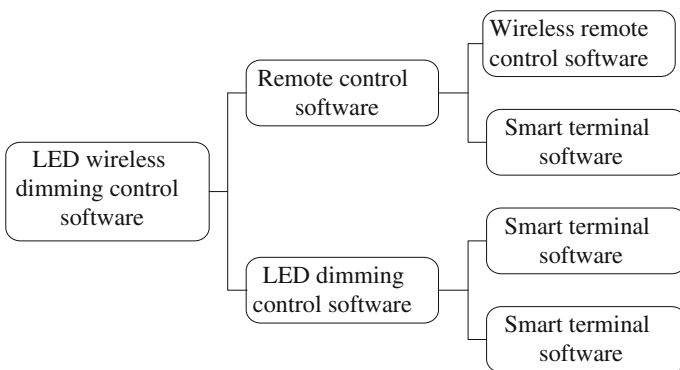 LED wireless
dimming control
software
Remote control
software
Wireless remote
control software
Smart terminal
software
LED dimming
control software
Smart terminal
software
Smart terminal
software